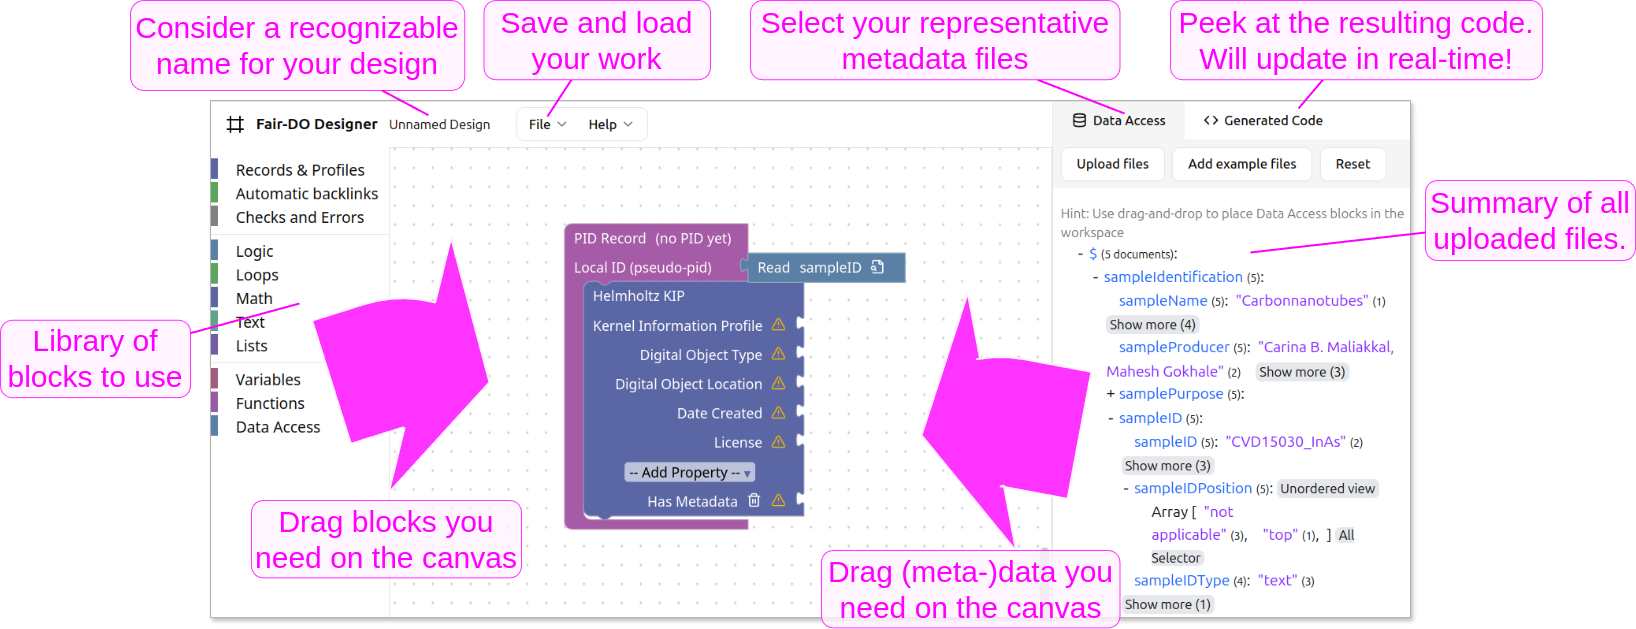 Consider a recognizable
name for your design
Save and load
your work
Select your representative
metadata files
Peek at the resulting code.
Will update in real-time!
Fair-DO Designer
Unnamed Design
File
Help
Data Access
Generated Code
Upload files
Add example files
Reset
Records & Profiles
Automatic backlinks
Checks and Errors
Logic
Loops
Math
Text
Lists
Variables
Functions
Data Access
Library of
blocks to use
Drag blocks you
need on the canvas
PID Record (no PID yet)
Local ID (pseudo-pid)
Read sampleID
Helmholtz KIP
Kernel Information Profile
Digital Object Type
Digital Object Location
Date Created
License
-- Add Property --
Has Metadata
Drag (meta-)data you
need on the canvas
Hint: Use drag-and-drop to place Data Access blocks in the
workspace
- $ (5 documents):
- sampleIdentification (5):
sampleName (5): "Carbonnanotubes" (1)
Show more (4)
sampleProducer (5): "Carina B. Maliakkal,
Mahesh Gokhale" (2) Show more (3)
+ samplePurpose (5):
- sampleID (5):
sampleID (5): "CVD15030_InAs" (2)
Show more (3)
- sampleIDPosition (5): Unordered view
Array [ "not
applicable" (3), "top" (1), ] All
Selector
sampleIDType (4): "text" (3)
Show more (1)
Summary of all
uploaded files.